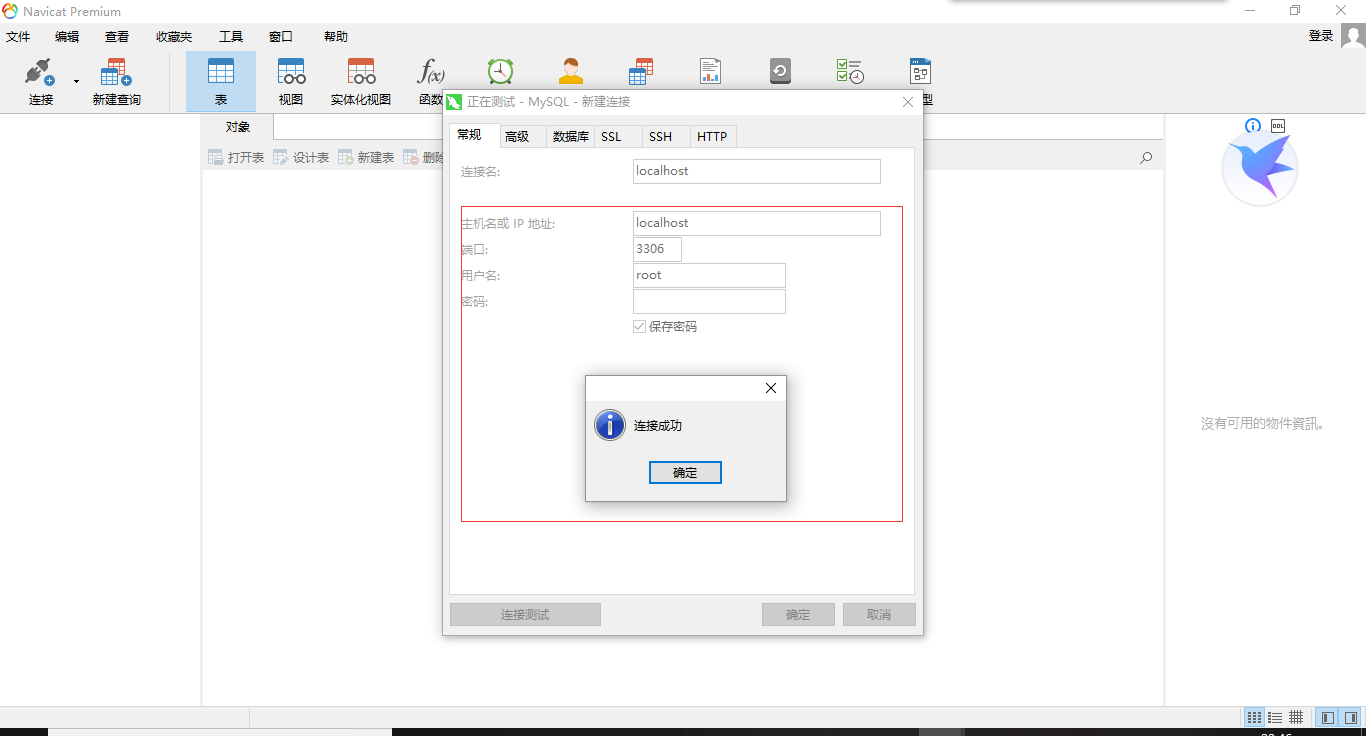 Navicat Premium
文件 编辑 查看 收藏夹 工具 窗口 帮助 登录
连接 新建查询 表 视图 实体化视图 函数 型
f(x)
正在测试 - MySQL - 新建连接
对象
常规 高级 数据库 SSL SSH HTTP
打开表 设计表 新建表 删除
DDL
连接名: localhost
主机名或 IP 地址: localhost
端口: 3306
用户名: root
密码:
保存密码
连接成功
确定
沒有可用的物件資訊。
连接测试 确定 取消